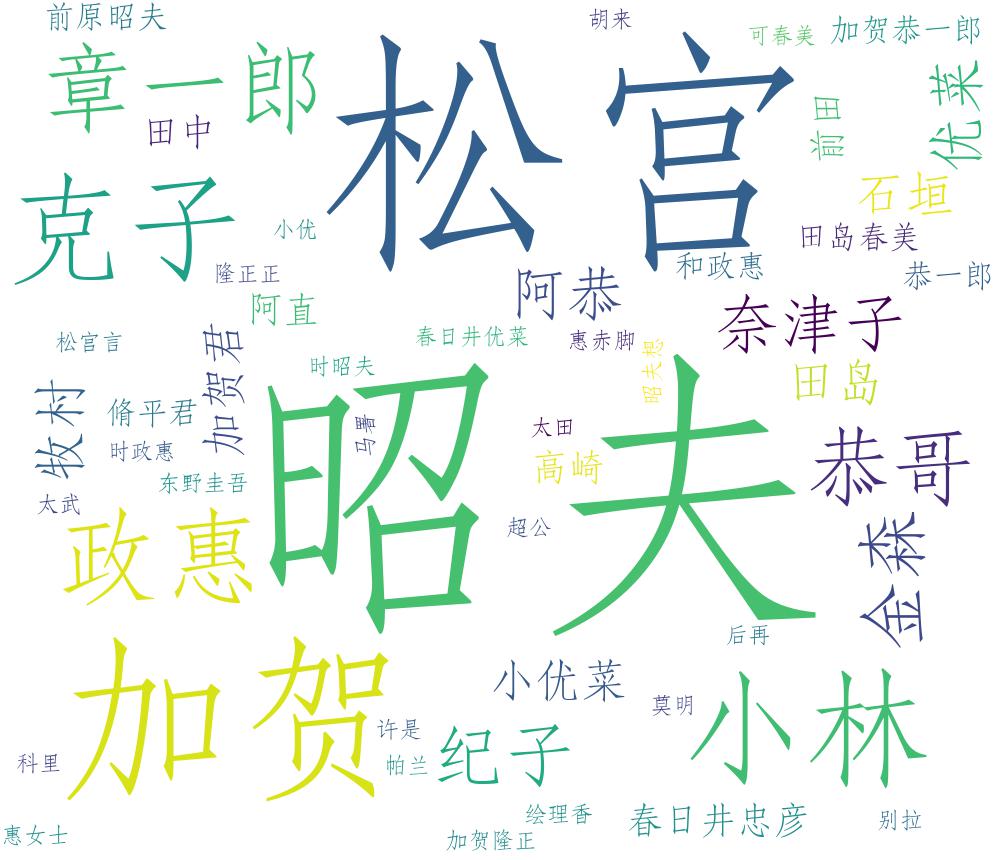 前原昭夫
胡来
可春美
加贺恭一郎
章一郎
田中
松宫
前田
优菜
克子
小优
石垣
田岛春美
和政惠
恭一郎
隆正正
阿直
阿恭
奈津子
松宫言
加贺君
时昭夫
春日井优菜
惠赤脚
昭夫想
田岛
牧村
脩平君
时政惠
马署
昭夫
太田
高崎
恭哥
东野圭吾
太武
政惠
超公
金森
后再
加贺
小优菜
莫明
小林
许是
纪子
科里
帕兰
绘理香
春日井忠彦
别拉
惠女士
加贺隆正